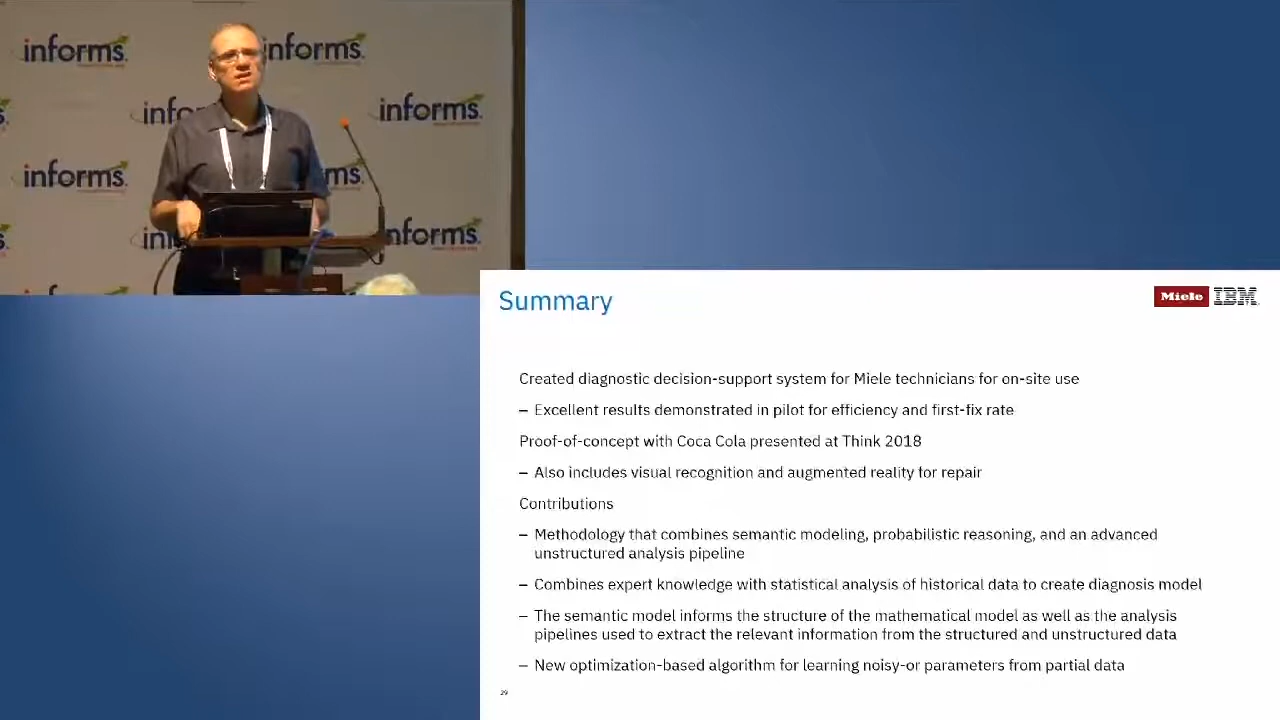 informs.
informs.
informs.
informs.
ms.
nforms.
Summary
Miele IBM
Created diagnostic decision-support system for Miele technicians for on-site use
– Excellent results demonstrated in pilot for efficiency and first-fix rate
Proof-of-concept with Coca Cola presented at Think 2018
– Also includes visual recognition and augmented reality for repair
Contributions
– Methodology that combines semantic modeling, probabilistic reasoning, and an advanced
unstructured analysis pipeline
– Combines expert knowledge with statistical analysis of historical data to create diagnosis model
– The semantic model informs the structure of the mathematical model as well as the analysis
pipelines used to extract the relevant information from the structured and unstructured data
– New optimization-based algorithm for learning noisy-or parameters from partial data
29